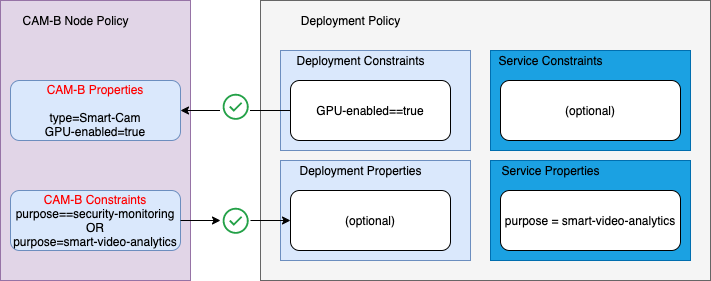 CAM-B Node Policy
CAM-B Properties
type=Smart-Cam
GPU-enabled=true
CAM-B Constraints
purpose==security-monitoring
OR
purpose=smart-video-analytics
Deployment Policy
Deployment Constraints
GPU-enabled==true
Service Constraints
(optional)
Deployment Properties
(optional)
Service Properties
purpose = smart-video-analytics